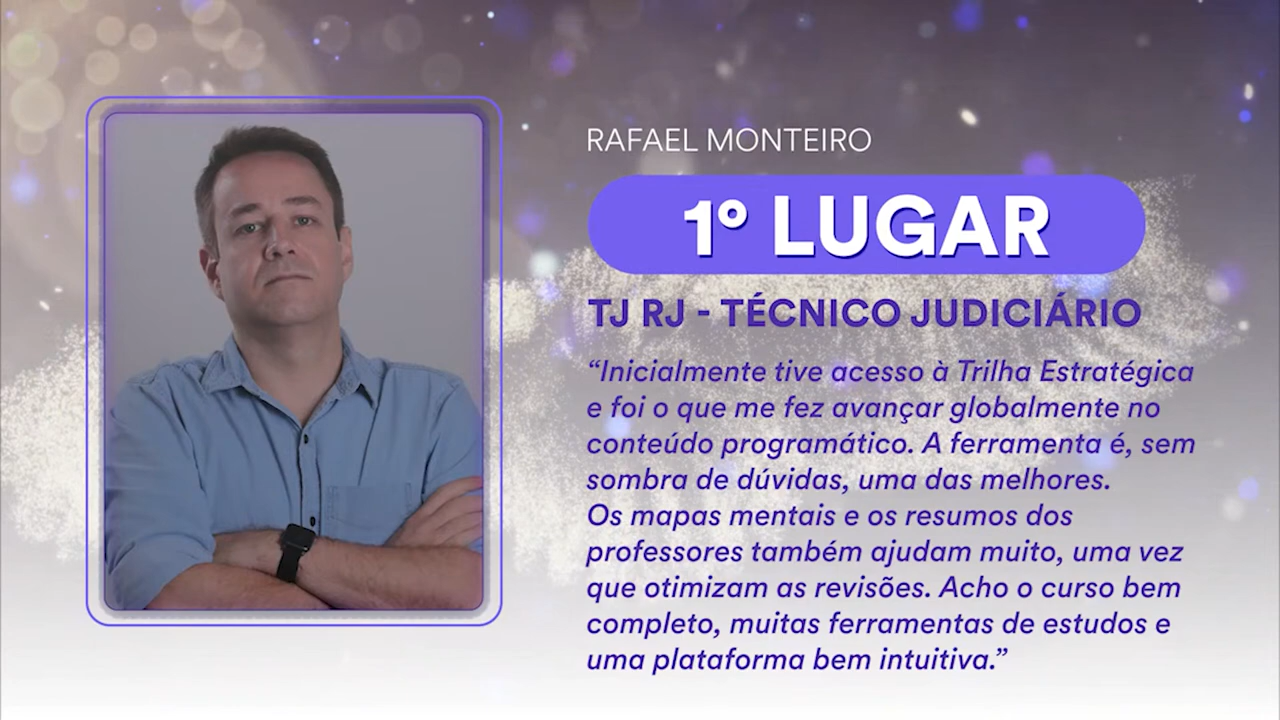 RAFAEL MONTEIRO
1º LUGAR
TJ RJ - TÉCNICO JUDICIÁRIO
“Inicialmente tive acesso à Trilha Estratégica
e foi o que me fez avançar globalmente no
conteúdo programático. A ferramenta é, sem
sombra de dúvidas, uma das melhores.
Os mapas mentais e os resumos dos
professores também ajudam muito, uma vez
que otimizam as revisões. Acho o curso bem
completo, muitas ferramentas de estudos e
uma plataforma bem intuitiva.”